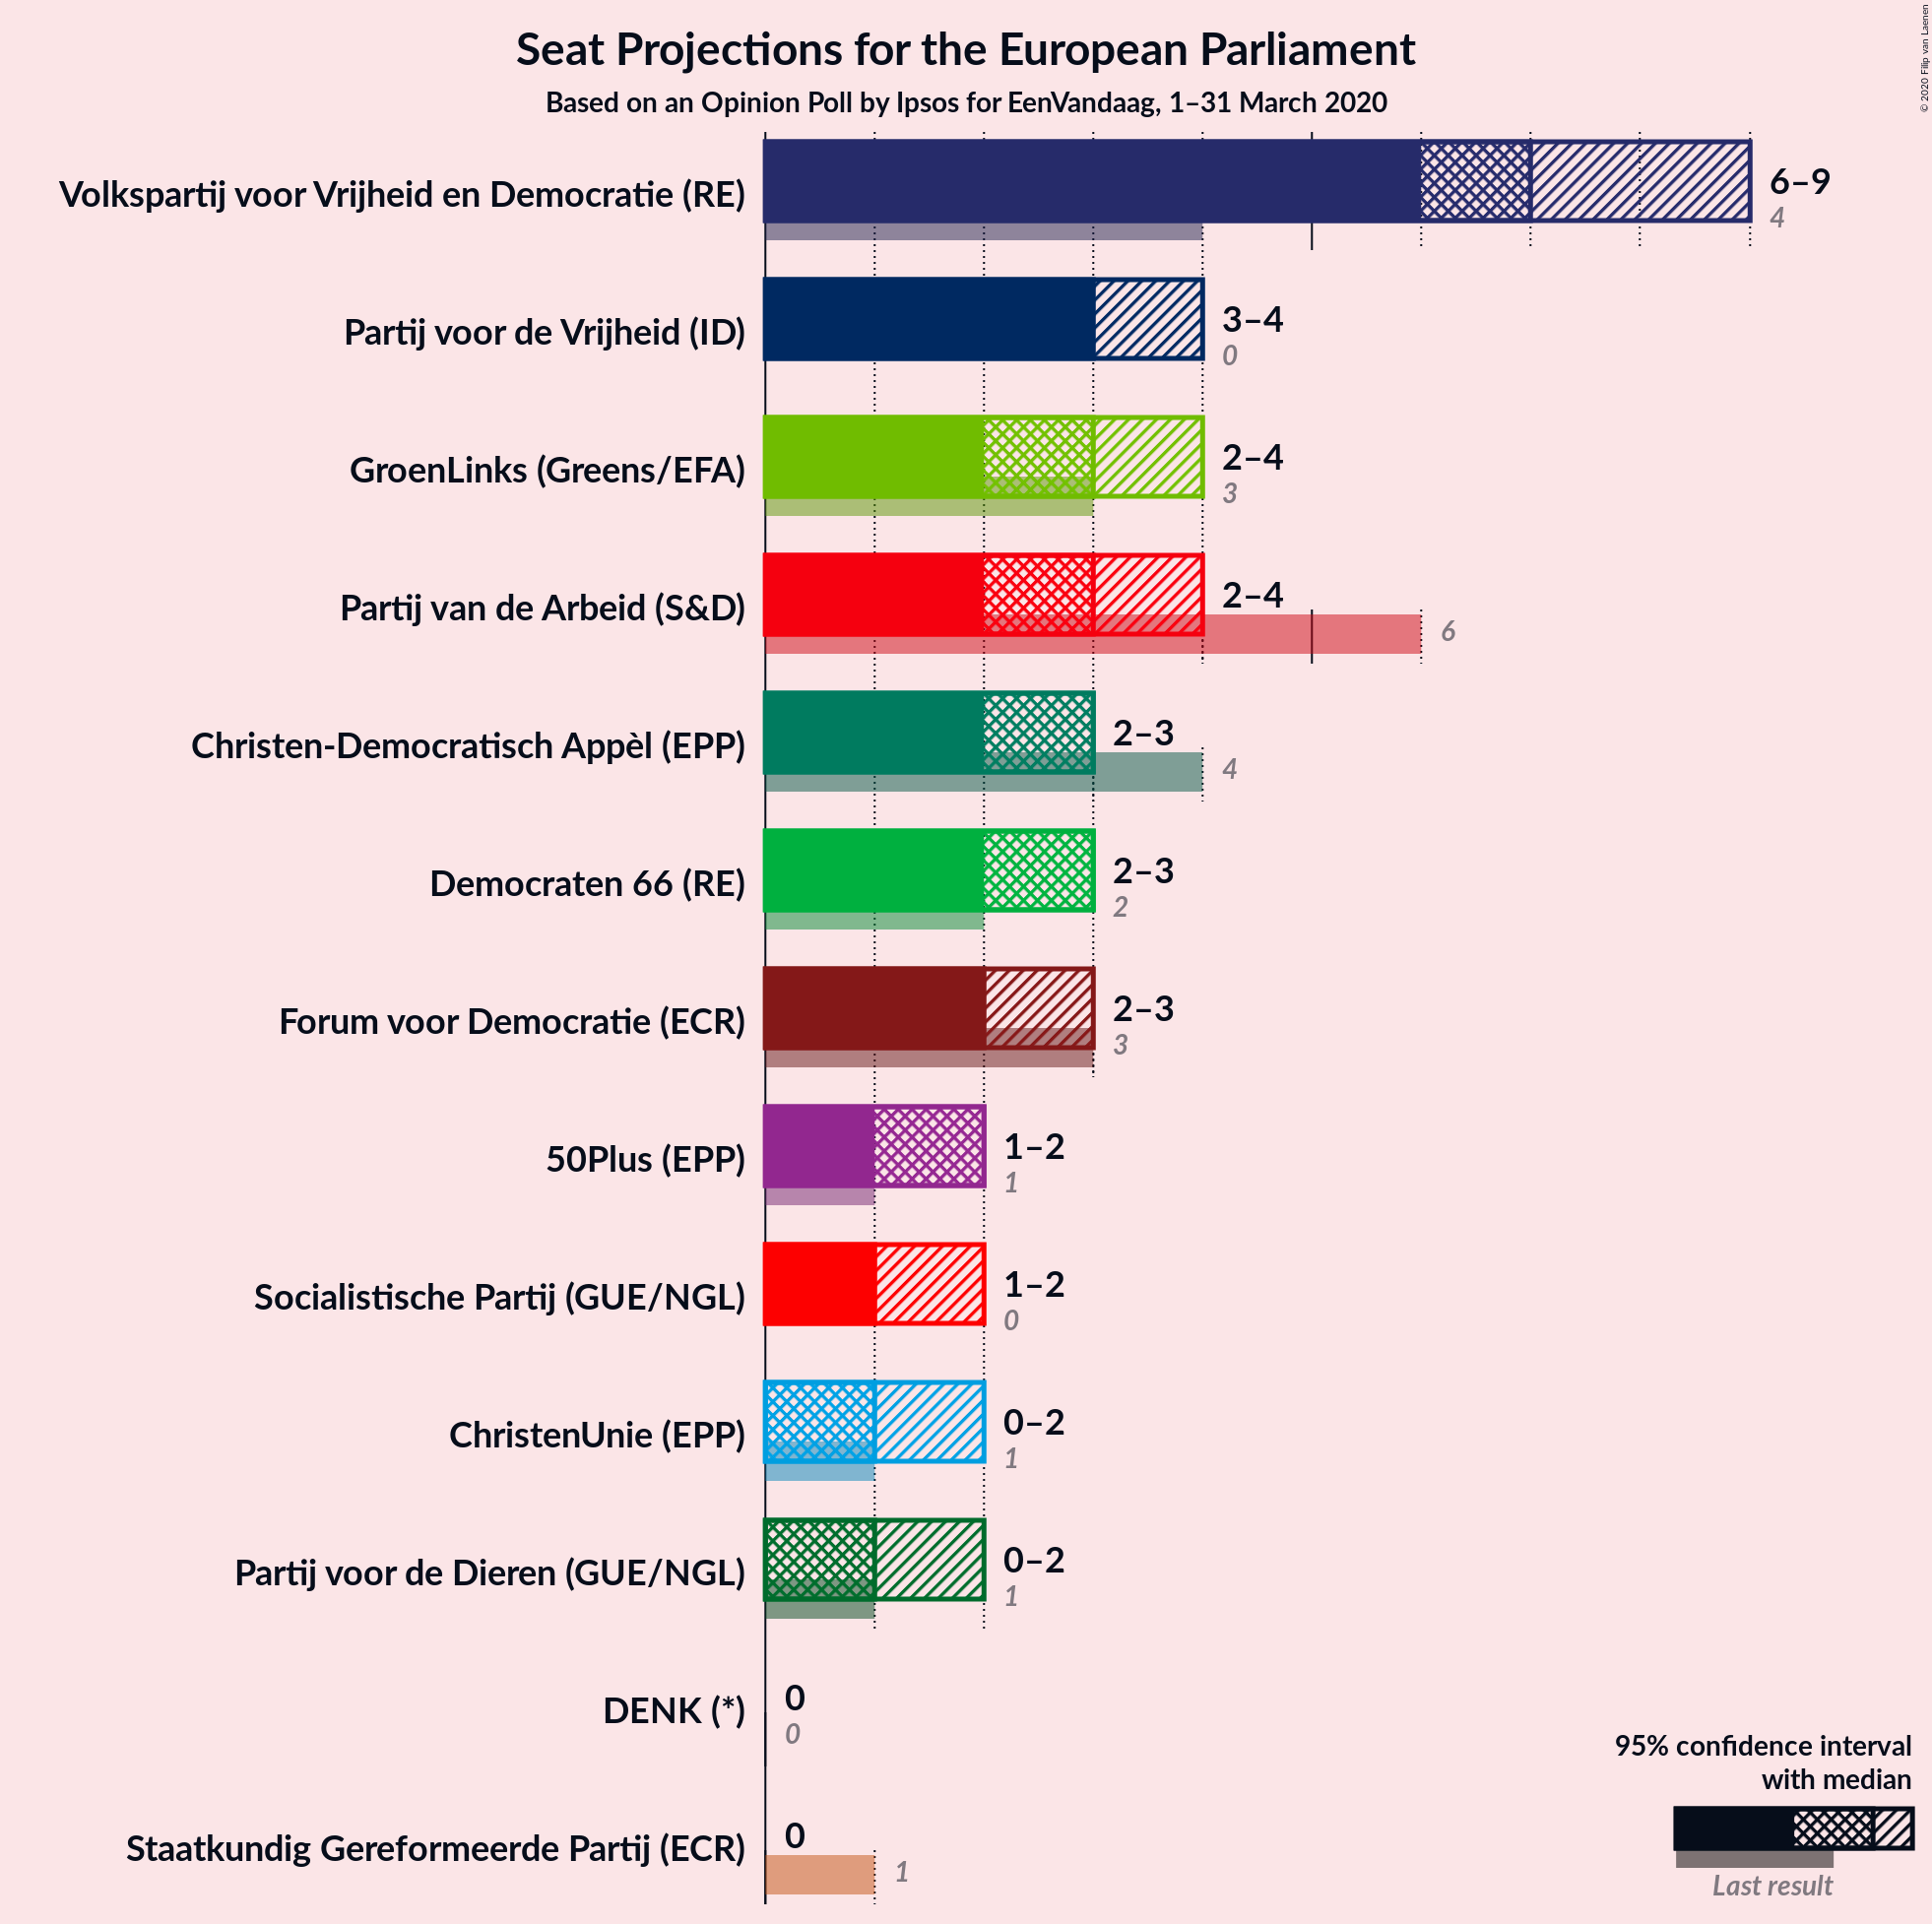 Seat Projections for the European Parliament
Based on an Opinion Poll by Ipsos for EenVandaag, 1–31 March 2020
© 2020 Filip van Laenen
Volkspartij voor Vrijheid en Democratie (RE)
6–9
4
Partij voor de Vrijheid (ID)
3–4
0
GroenLinks (Greens/EFA)
2–4
3
Partij van de Arbeid (S&D)
2–4
6
Christen-Democratisch Appèl (EPP)
2–3
4
Democraten 66 (RE)
2–3
2
Forum voor Democratie (ECR)
2–3
3
50Plus (EPP)
1–2
1
Socialistische Partij (GUE/NGL)
1–2
0
ChristenUnie (EPP)
0–2
1
Partij voor de Dieren (GUE/NGL)
0–2
1
DENK (*)
0
0
Staatkundig Gereformeerde Partij (ECR)
0
1
95% confidence interval
with median
Last result